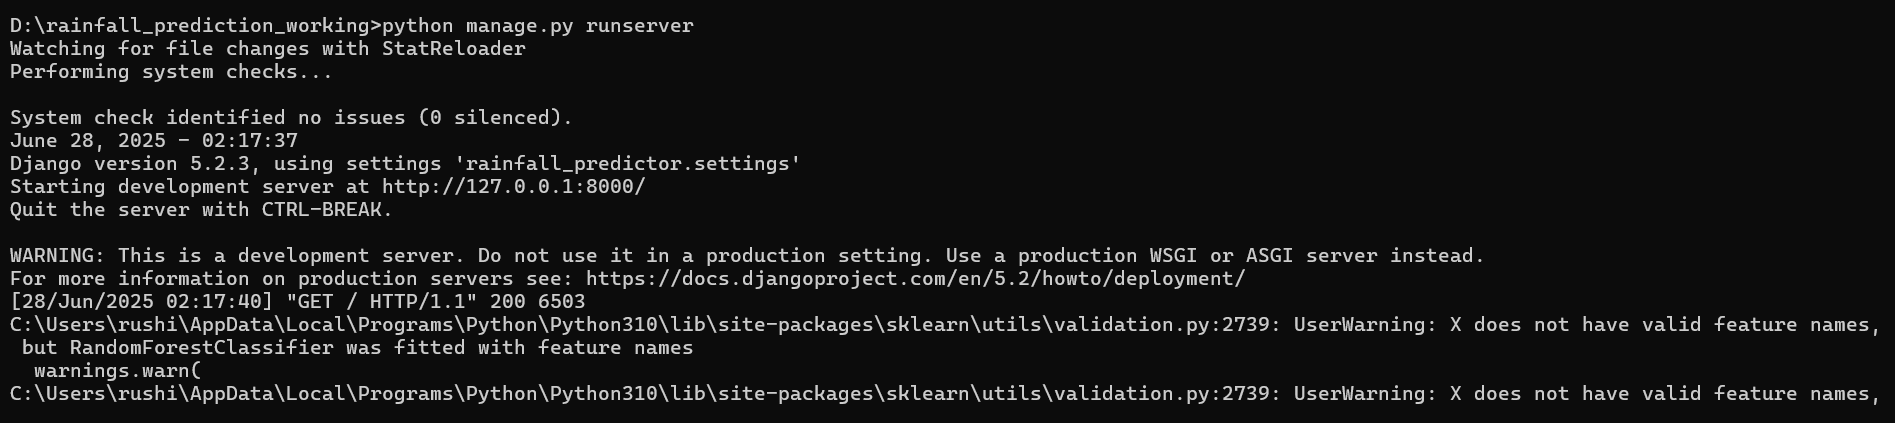 D:\rainfall_prediction_working>python manage.py runserver
Watching for file changes with StatReloader
Performing system checks...
System check identified no issues (0 silenced).
June 28, 2025 - 02:17:37
Django version 5.2.3, using settings 'rainfall_predictor.settings'
Starting development server at http://127.0.0.1:8000/
Quit the server with CTRL-BREAK.
WARNING: This is a development server. Do not use it in a production setting. Use a production WSGI or ASGI server instead.
For more information on production servers see: https://docs.djangoproject.com/en/5.2/howto/deployment/
[28/Jun/2025 02:17:40] "GET / HTTP/1.1" 200 6503
C:\Users\rushi\AppData\Local\Programs\Python\Python310\lib\site-packages\sklearn\utils\validation.py:2739: UserWarning: X does not have valid feature names,
 but RandomForestClassifier was fitted with feature names
  warnings.warn(
C:\Users\rushi\AppData\Local\Programs\Python\Python310\lib\site-packages\sklearn\utils\validation.py:2739: UserWarning: X does not have valid feature names,